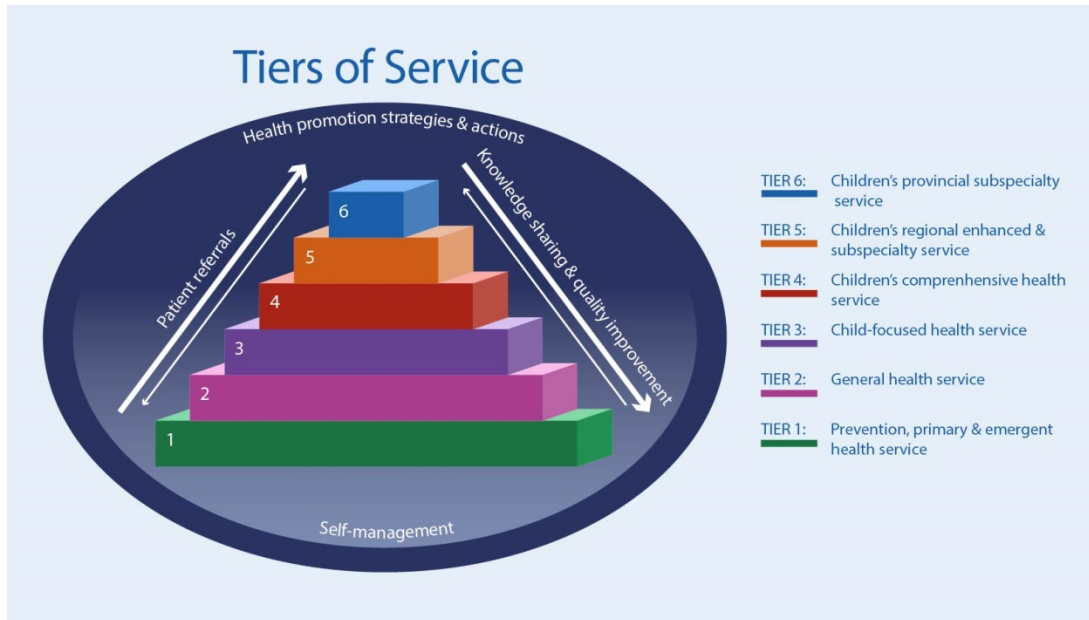 Tiers of Service
Health promotion strategies & actions
Patient referrals
Knowledge sharing & quality improvement
6
5
4
3
2
1
Self-management
TIER 6: Children's provincial subspecialty
service
TIER 5: Children's regional enhanced &
subspecialty service
TIER 4: Children's comprenhensive health
service
TIER 3: Child-focused health service
TIER 2: General health service
TIER 1: Prevention, primary & emergent
health service